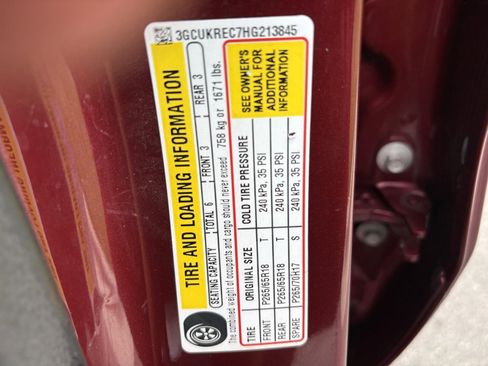 3GCUKREC7HG213845
TIRE AND LOADING INFORMATION
SEATING CAPACITY TOTAL 6 FRONT 3 REAR 3
The combined weight of occupants and cargo should never exceed 758 kg or 1671 lbs.
TIRE ORIGINAL SIZE COLD TIRE PRESSURE
FRONT P265/65R18 T 240 kPa, 35 PSI
REAR P265/65R18 T 240 kPa, 35 PSI
SPARE P265/70H17 S 240 kPa, 35 PSI
SEE OWNER'S
MANUAL FOR
ADDITIONAL
INFORMATION